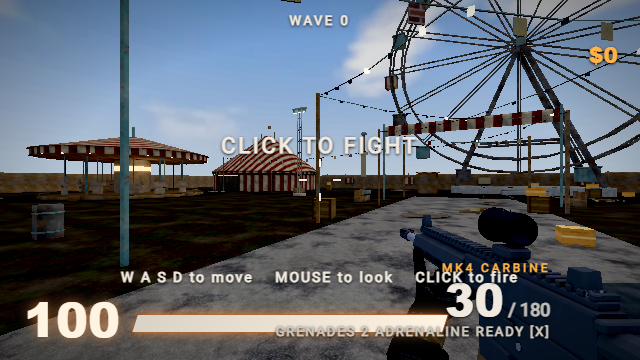 WAVE 0
$0
CLICK TO FIGHT
W A S D to move MOUSE to look CLICK to fire
MK4 CARBINE
100
30 / 180
GRENADES 2 ADRENALINE READY [X]